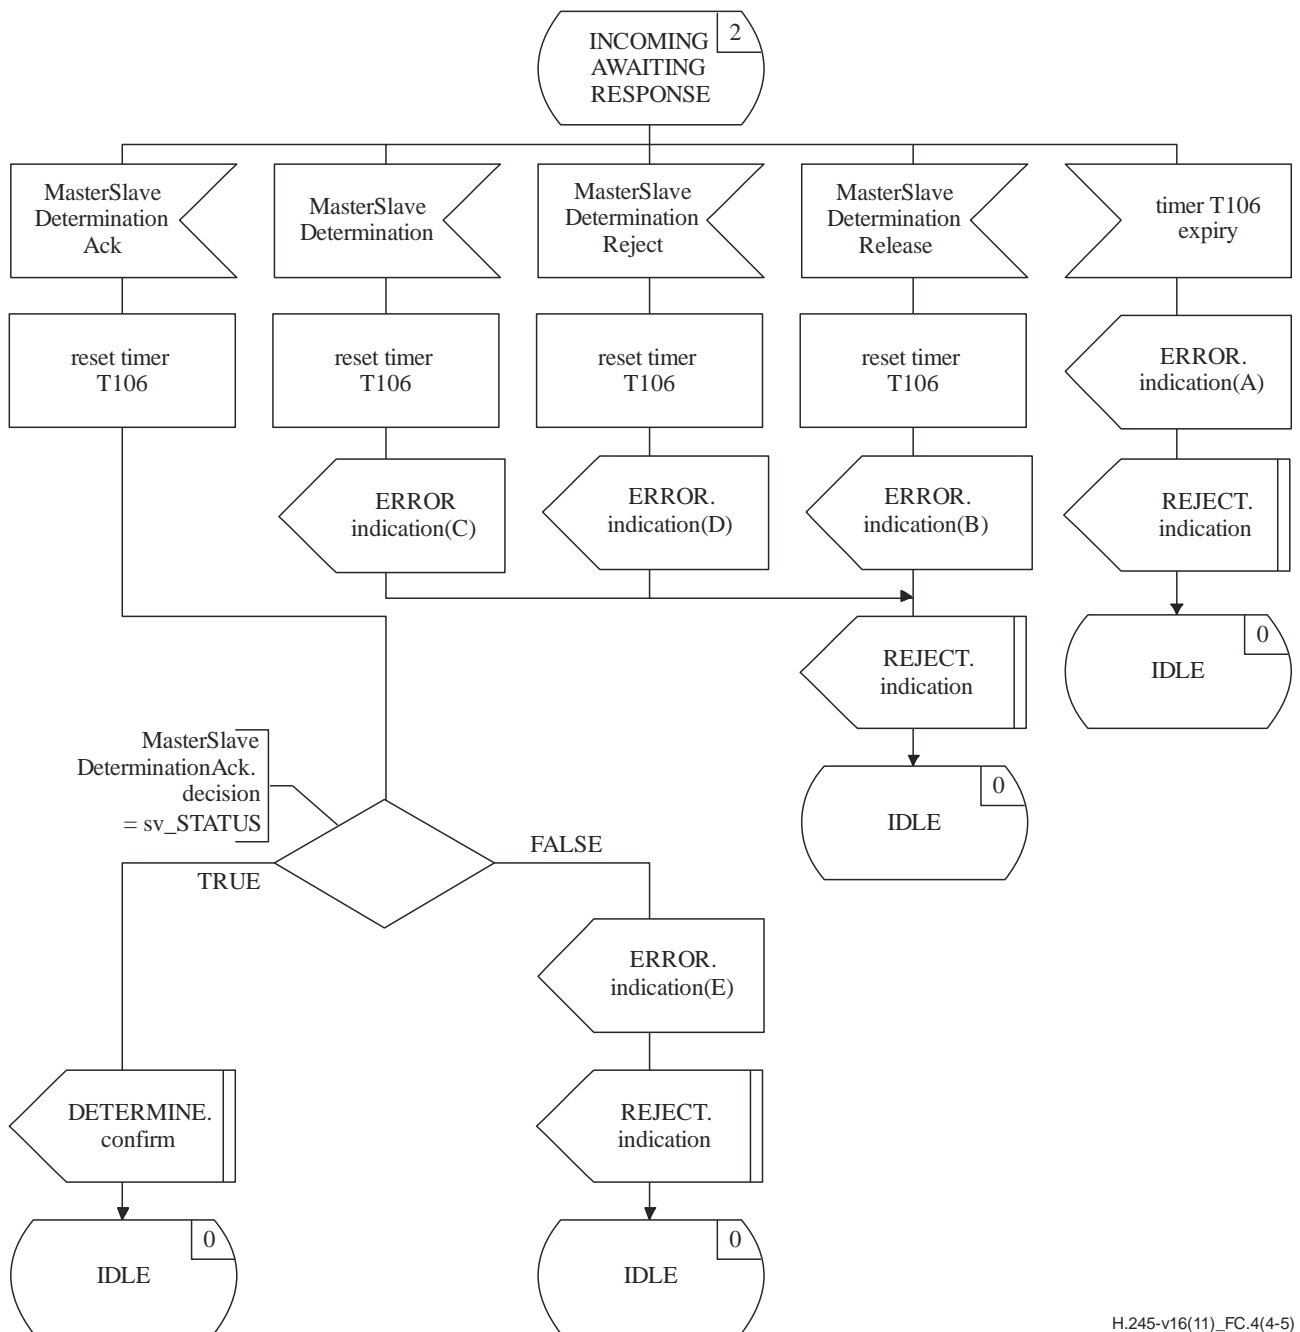 INCOMING
AWAITING
RESPONSE
2
MasterSlave
Determination
Ack
MasterSlave
Determination
MasterSlave
Determination
Reject
MasterSlave
Determination
Release
timer T106
expiry
reset timer
T106
reset timer
T106
reset timer
T106
reset timer
T106
ERROR.
indication(A)
ERROR
indication(C)
ERROR.
indication(D)
ERROR.
indication(B)
REJECT.
indication
REJECT.
indication
IDLE
0
IDLE
0
MasterSlave
DeterminationAck.
decision
= sv_STATUS
TRUE
FALSE
ERROR.
indication(E)
DETERMINE.
confirm
REJECT.
indication
IDLE
0
IDLE
0
H.245-v16(11)_FC.4(4-5)